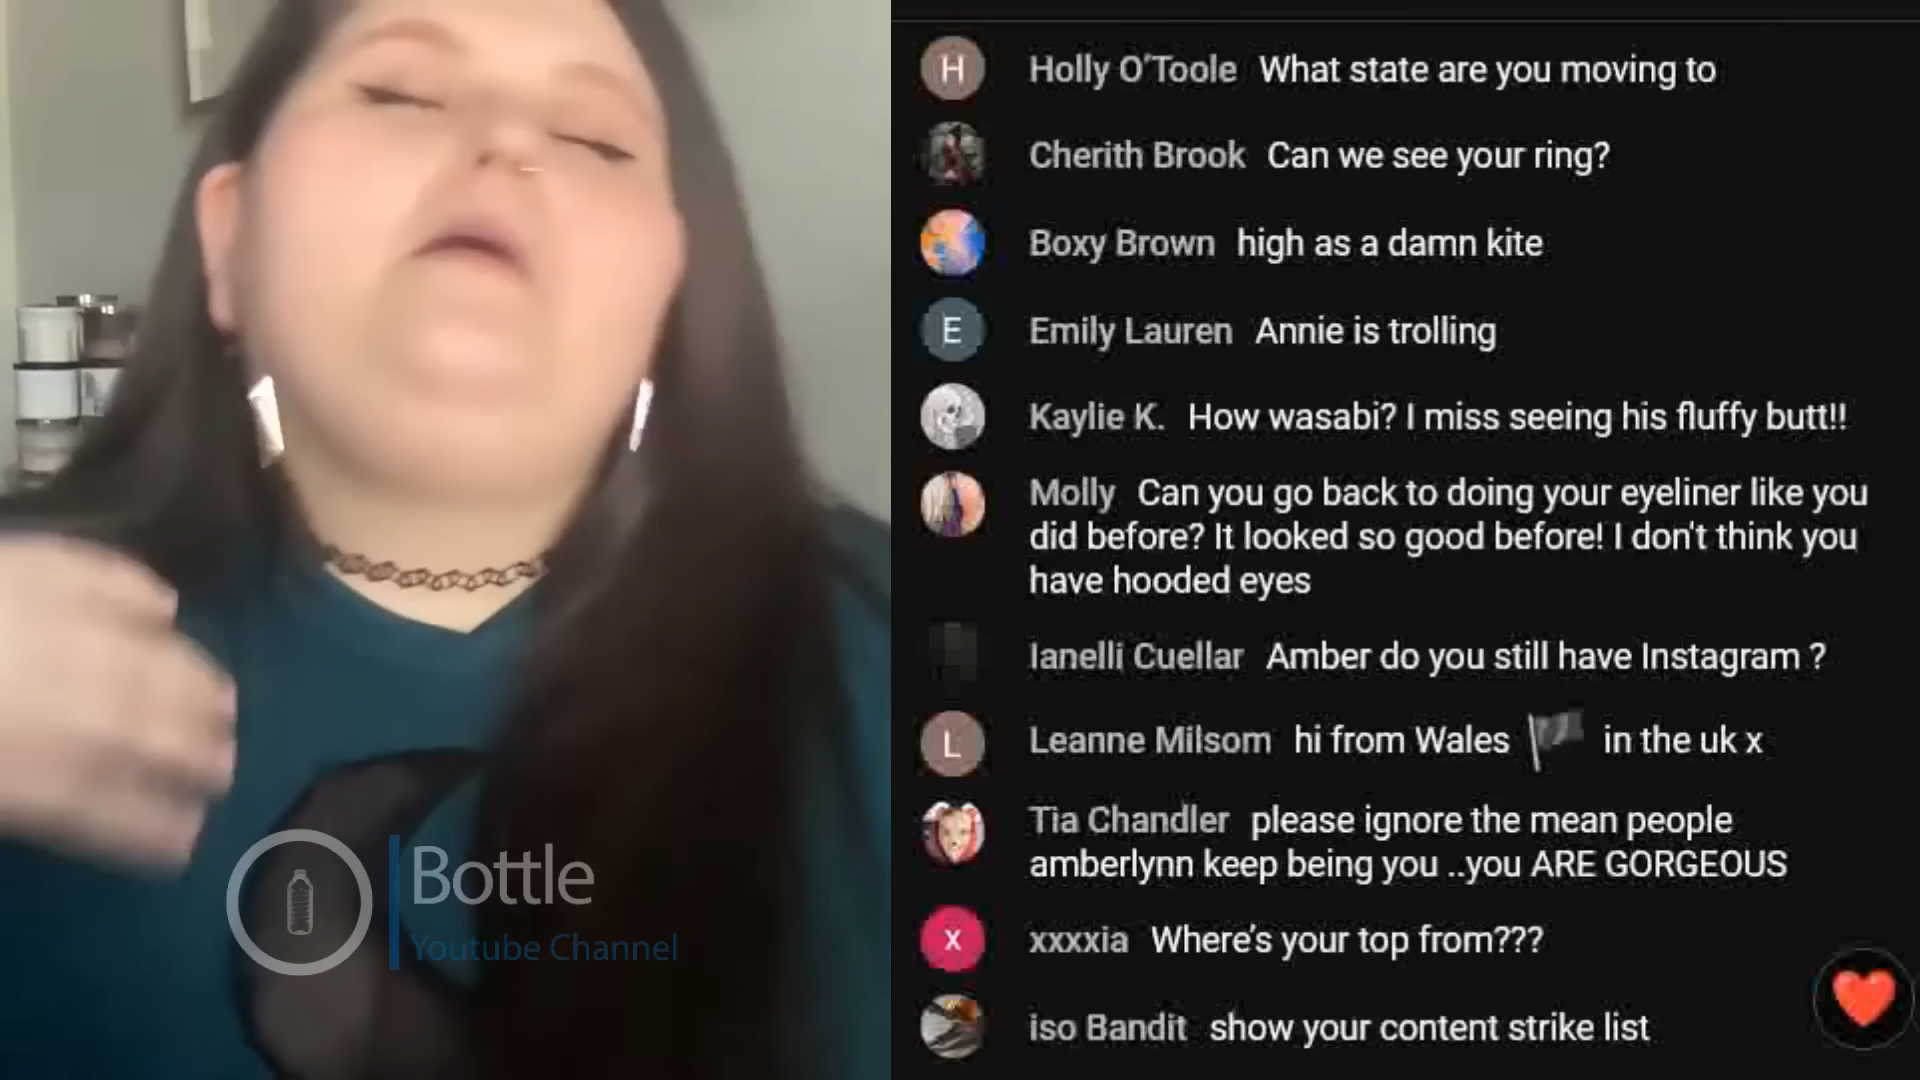 H Holly O'Toole What state are you moving to
Cherith Brook Can we see your ring?
Boxy Brown high as a damn kite
E Emily Lauren Annie is trolling
Kaylie K. How wasabi? I miss seeing his fluffy butt!!
Molly Can you go back to doing your eyeliner like you
did before? It looked so good before! I don't think you
have hooded eyes
Ianelli Cuellar Amber do you still have Instagram ?
L Leanne Milsom hi from Wales 🏴 in the uk x
Tia Chandler please ignore the mean people
amberlynn keep being you ..you ARE GORGEOUS
x xxxxia Where's your top from???
iso Bandit show your content strike list
Bottle
Youtube Channel